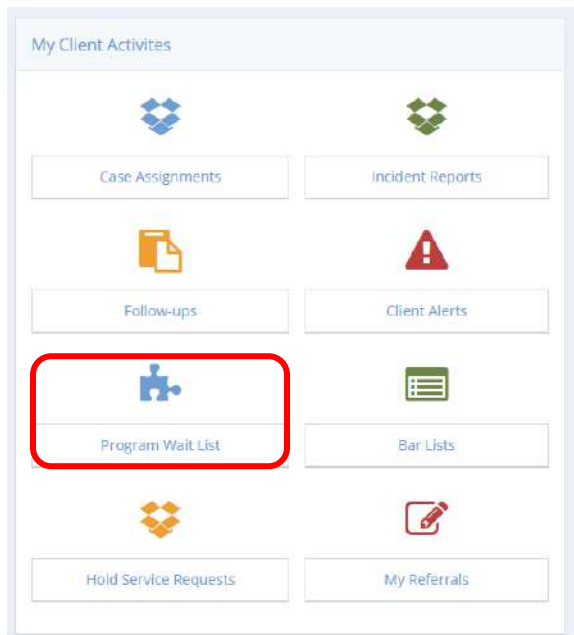 My Client Activites
Case Assignments
Incident Reports
Follow-ups
Client Alerts
Program Wait List
Bar Lists
Hold Service Requests
My Referrals